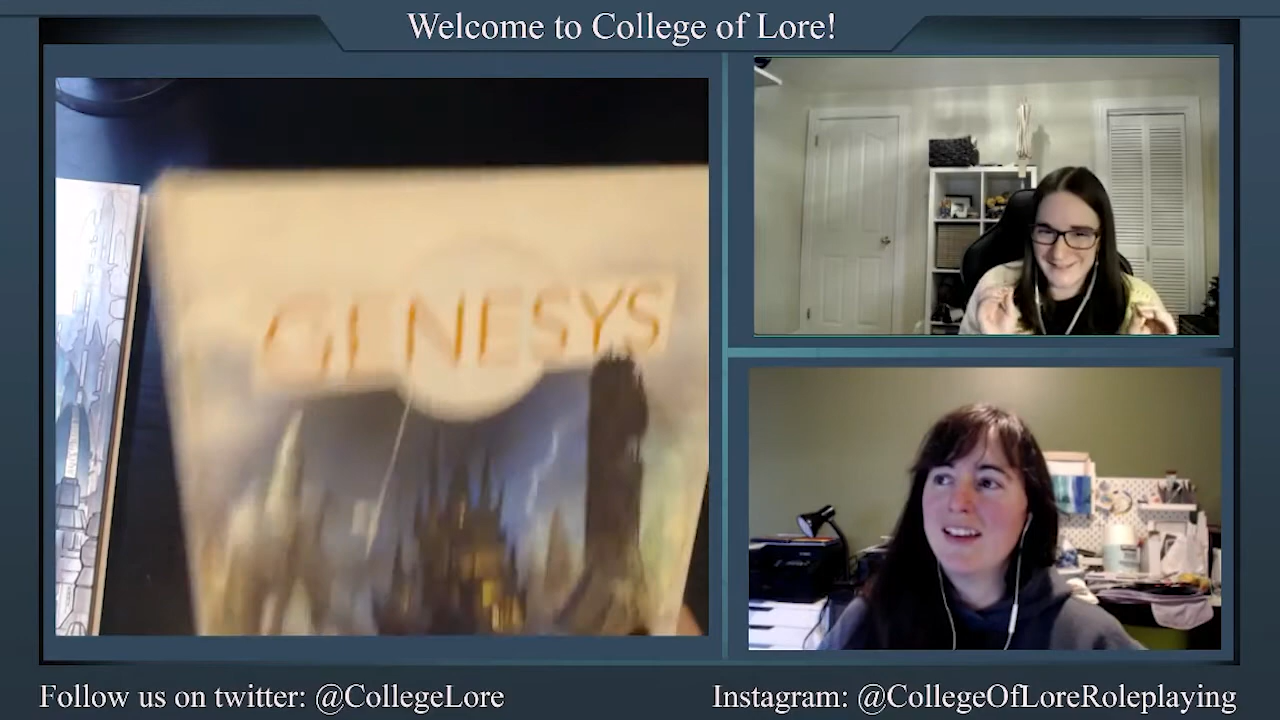 Welcome to College of Lore!
GENESYS
Follow us on twitter: @CollegeLore
Instagram: @CollegeOfLoreRoleplaying